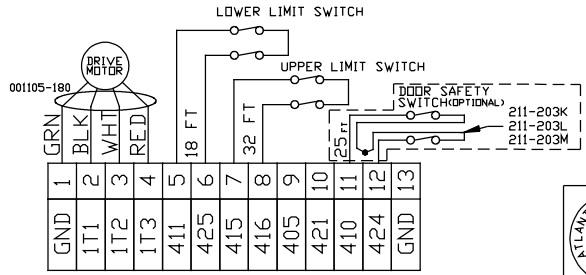 LOWER LIMIT SWITCH
UPPER LIMIT SWITCH
DRIVE
MOTOR
001105-180
DOOR SAFETY
SWITCH(OPTIONAL)
211-203K
211-203L
211-203M
GRN
BLK
WHT
RED
18 FT
32 FT
25 FT
1 2 3 4 5 6 7 8 9 10 11 12 13
GND 1T1 1T2 1T3 411 425 415 416 405 421 410 424 GND
ATLANN